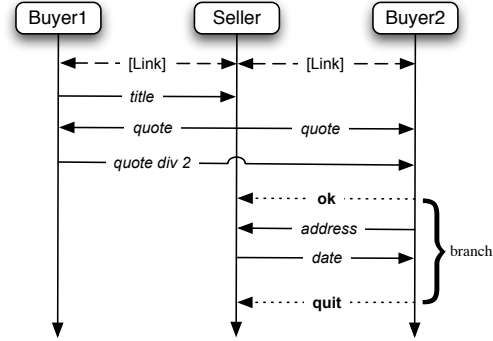 Buyer1 Seller Buyer2
[Link] [Link]
title
quote quote
quote div 2
ok
address
branch
date
quit